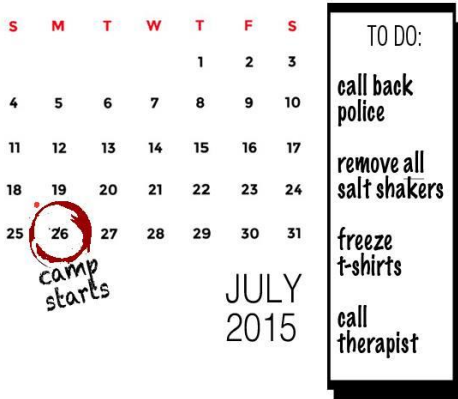 S M T W T F S
1 2 3
4 5 6 7 8 9 10
11 12 13 14 15 16 17
18 19 20 21 22 23 24
25 26 27 28 29 30 31
camp
starts
JULY
2015
TO DO:
call back
police
remove all
salt shakers
freeze
t-shirts
call
therapist